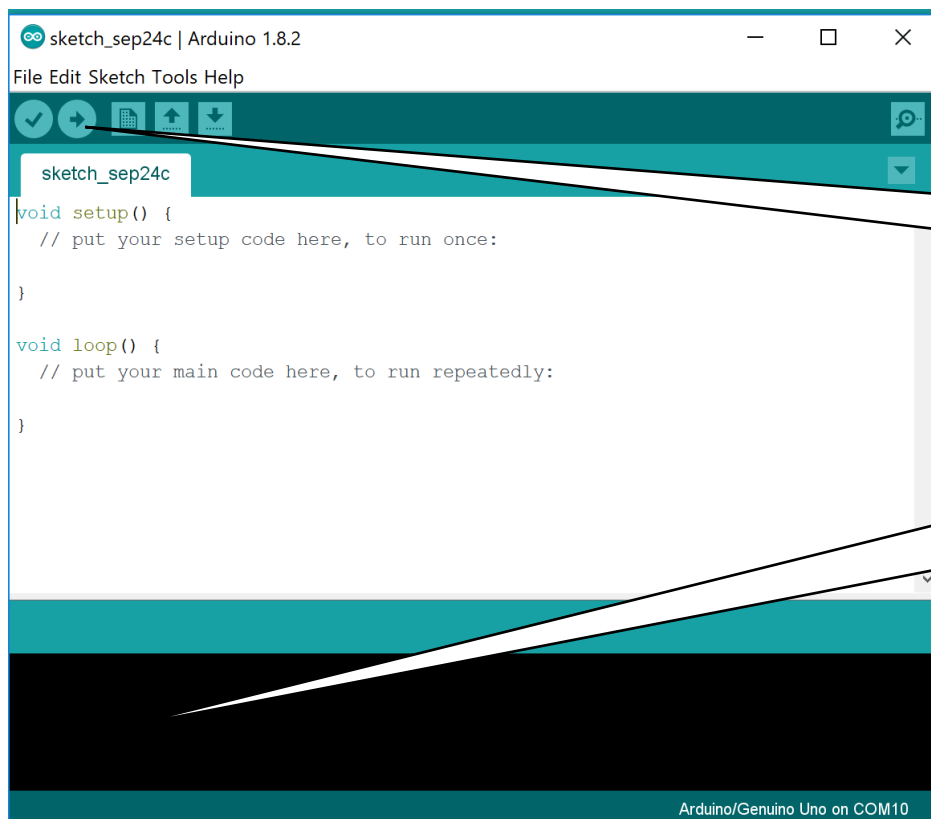 sketch_sep24c | Arduino 1.8.2
File Edit Sketch Tools Help
sketch_sep24c
void setup() {
  // put your setup code here, to run once:
}
void loop() {
  // put your main code here, to run repeatedly:
}
Arduino/Genuino Uno on COM10